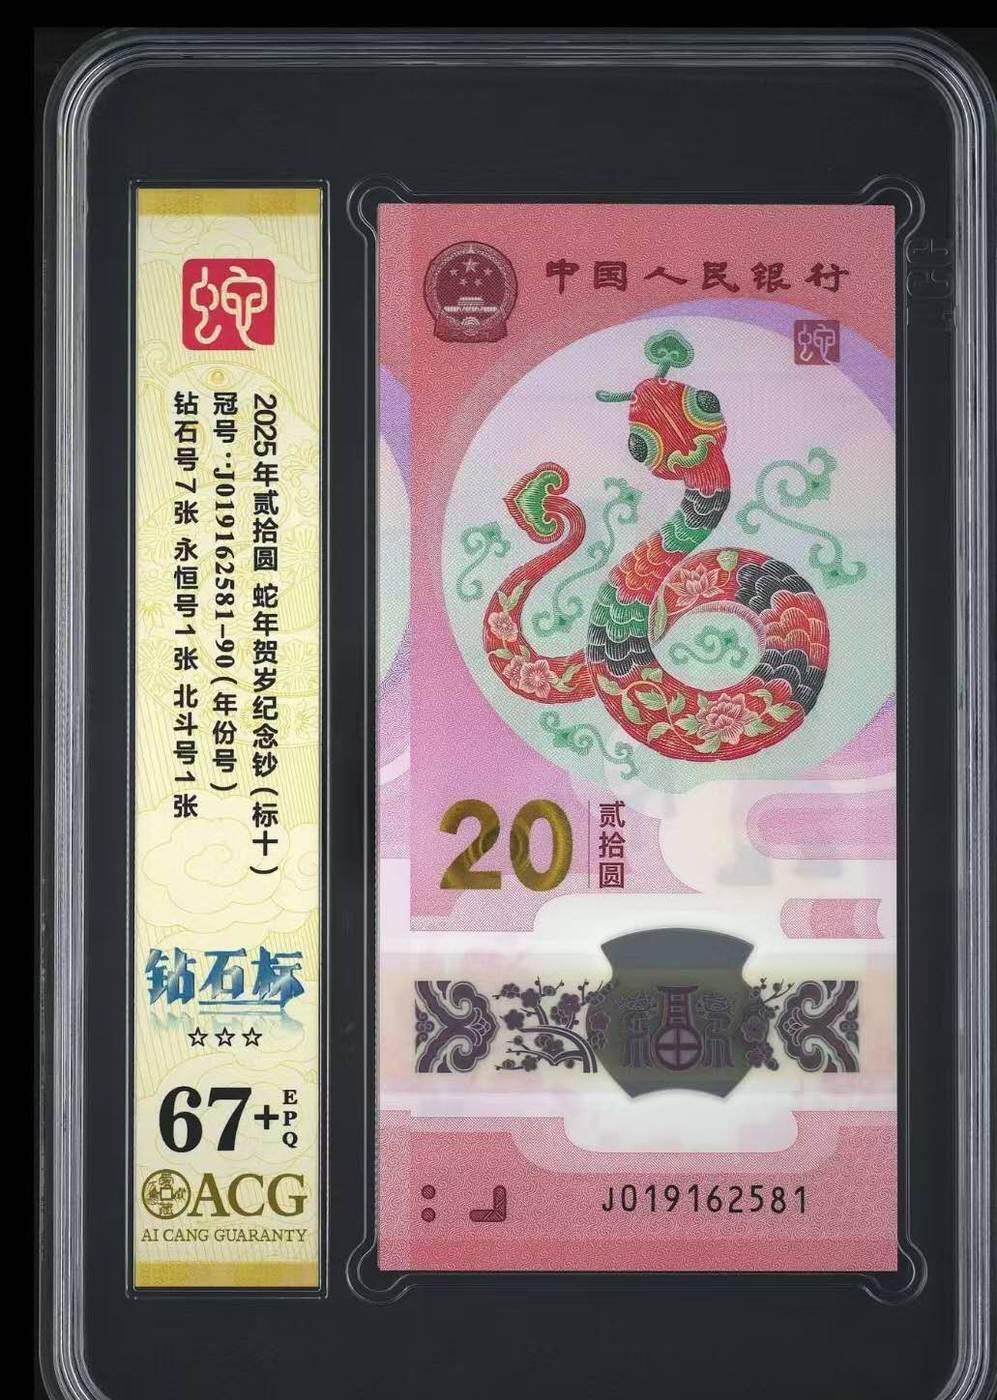 蛇
2025年贰拾圆 蛇年贺岁纪念钞(标十)
冠号:J019162581-90(年份号)
钻石号7张 永恒号1张 北斗号1张
钻石标
☆☆☆
67+EPQ
ACG
AI CANG GUARANTY
中国人民银行
蛇
20 贰拾圆
福
J019162581